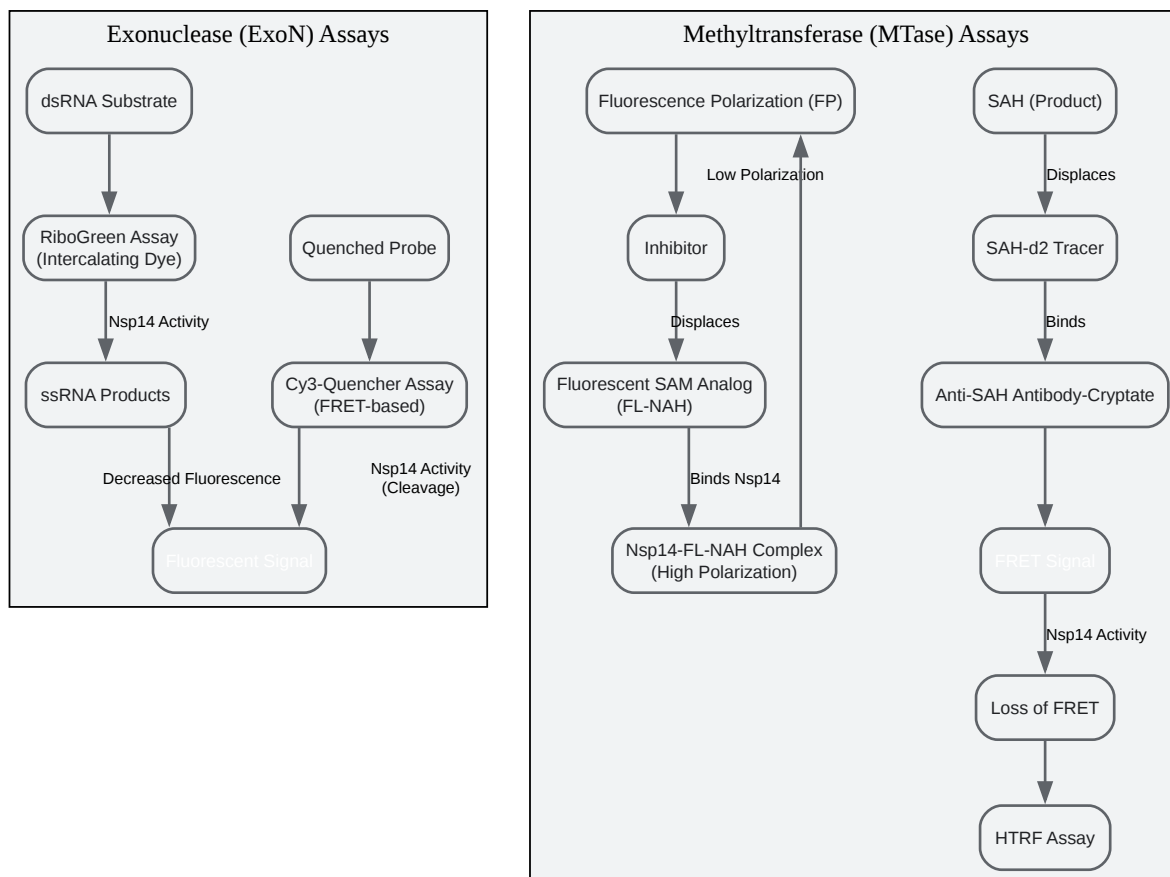 Exonuclease (ExoN) Assays
dsRNA Substrate
RiboGreen Assay
(Intercalating Dye)
Quenched Probe
Nsp14 Activity
ssRNA Products
Cy3-Quencher Assay
(FRET-based)
Decreased Fluorescence
Nsp14 Activity
(Cleavage)
Fluorescent Signal
Methyltransferase (MTase) Assays
Fluorescence Polarization (FP)
Low Polarization
Inhibitor
Displaces
Fluorescent SAM Analog
(FL-NAH)
Binds Nsp14
Nsp14-FL-NAH Complex
(High Polarization)
SAH (Product)
Displaces
SAH-d2 Tracer
Binds
Anti-SAH Antibody-Cryptate
FRET Signal
Nsp14 Activity
Loss of FRET
HTRF Assay